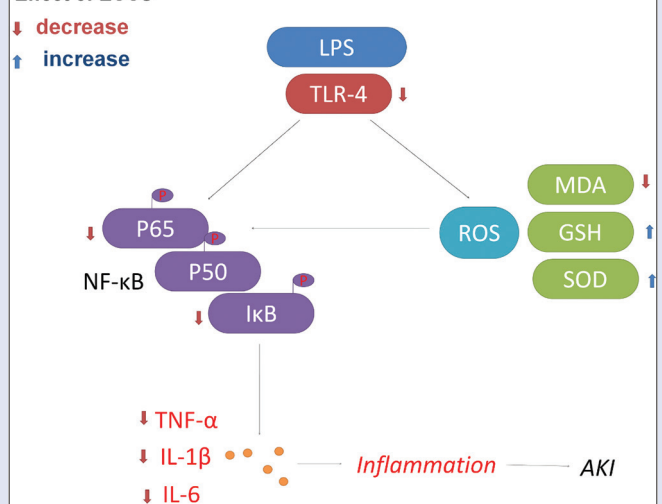 decrease
increase
LPS
TLR-4
MDA
P
P65
ROS
GSH
P
P50
NF-κB
SOD
P
IκB
TNF-α
IL-1β
Inflammation
AKI
IL-6